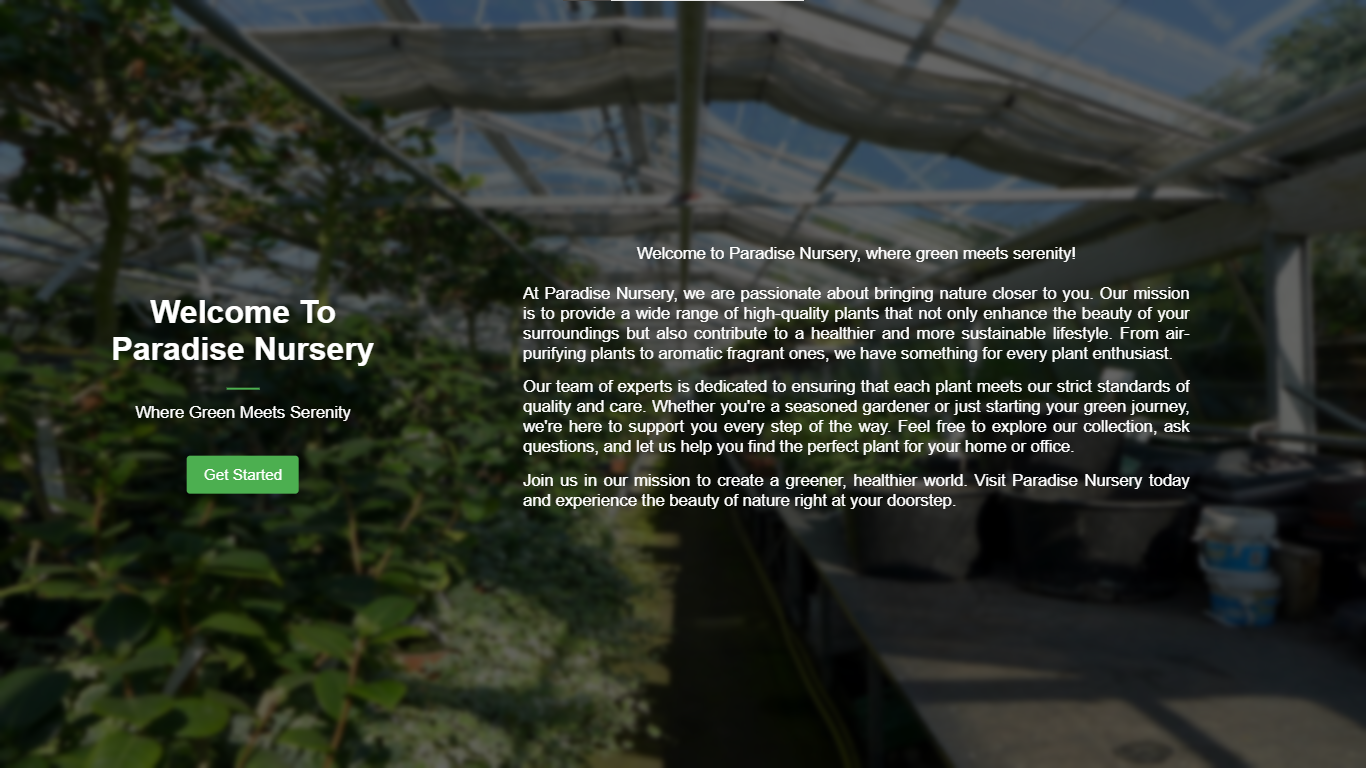 Welcome To
Paradise Nursery
Where Green Meets Serenity
Get Started
Welcome to Paradise Nursery, where green meets serenity!
At Paradise Nursery, we are passionate about bringing nature closer to you. Our mission
is to provide a wide range of high-quality plants that not only enhance the beauty of your
surroundings but also contribute to a healthier and more sustainable lifestyle. From air-
purifying plants to aromatic fragrant ones, we have something for every plant enthusiast.
Our team of experts is dedicated to ensuring that each plant meets our strict standards of
quality and care. Whether you're a seasoned gardener or just starting your green journey,
we're here to support you every step of the way. Feel free to explore our collection, ask
questions, and let us help you find the perfect plant for your home or office.
Join us in our mission to create a greener, healthier world. Visit Paradise Nursery today
and experience the beauty of nature right at your doorstep.